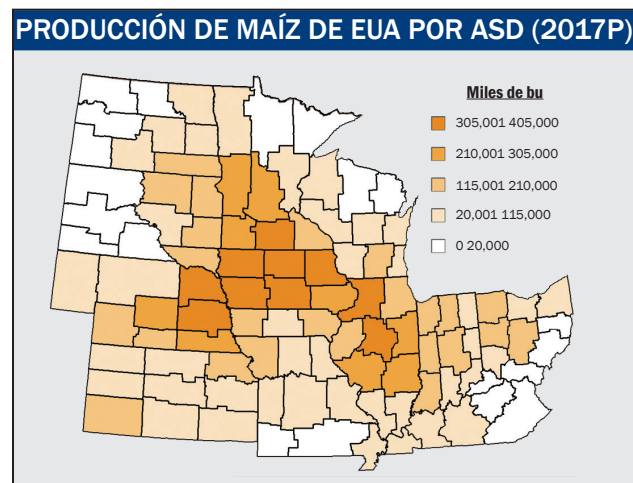 PRODUCCIÓN DE MAÍZ DE EUA POR ASD (2017P)
Miles de bu
305,001 405,000
210,001 305,000
115,001 210,000
20,001 115,000
0 20,000